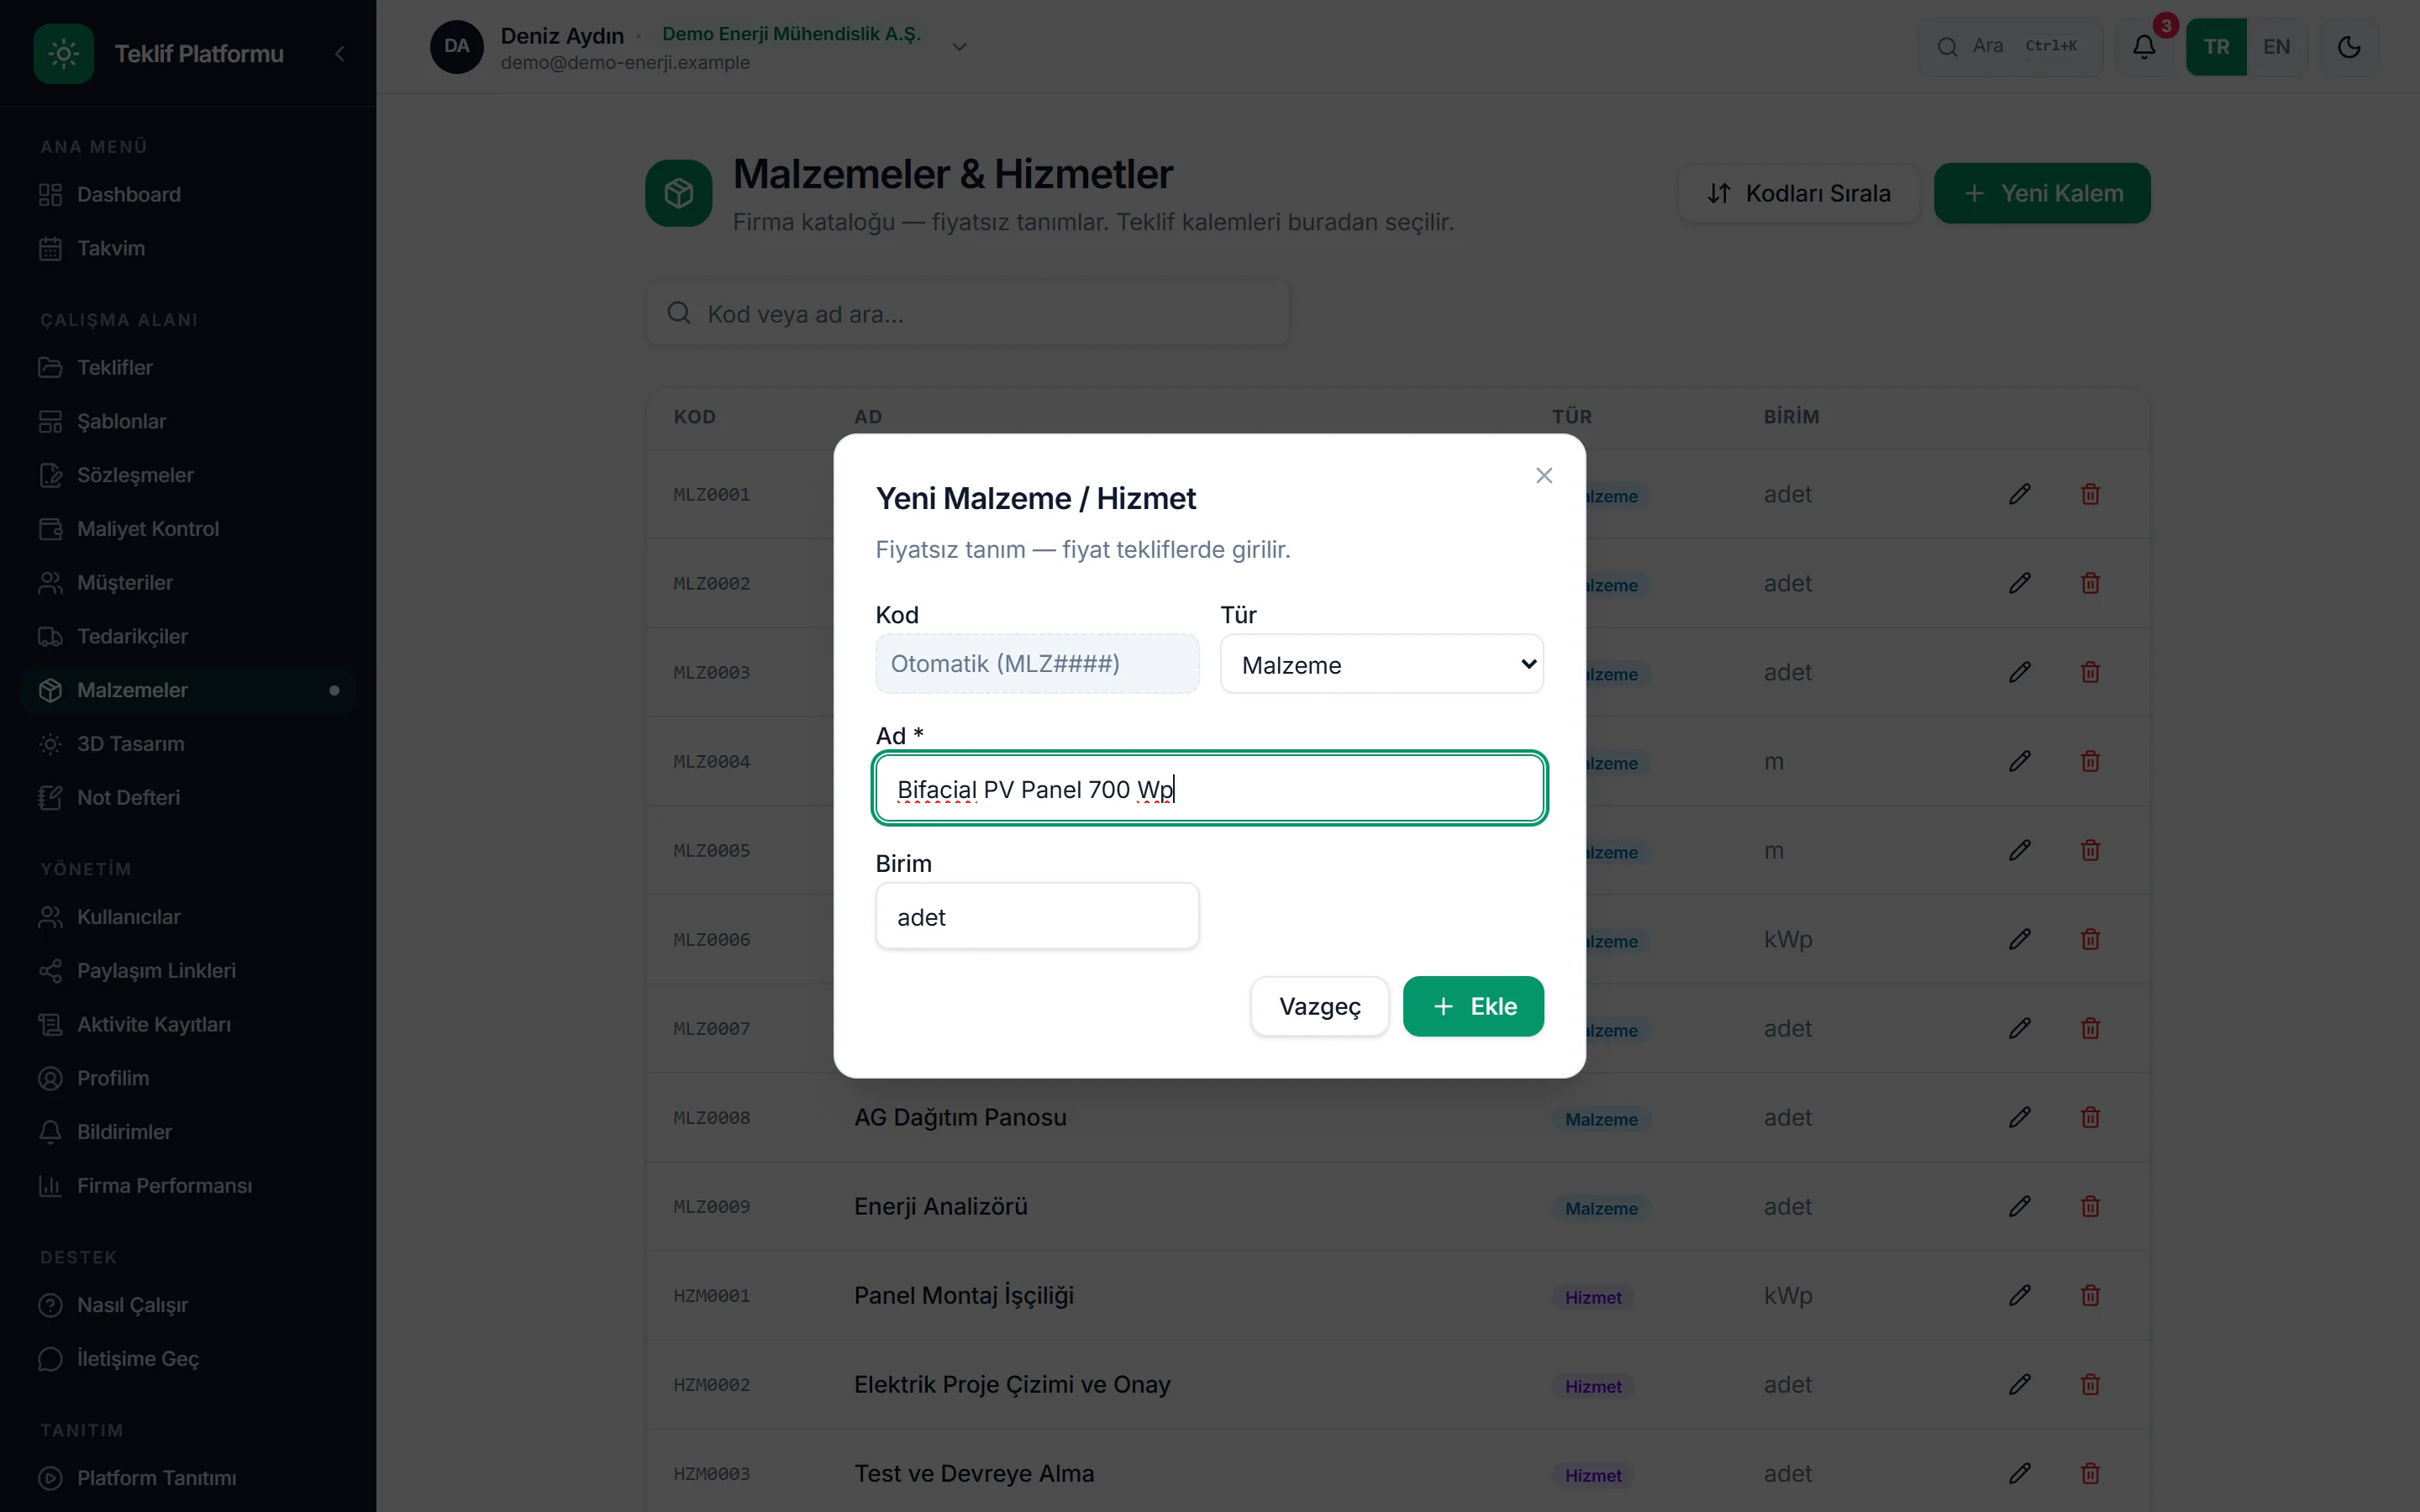 Teklif Platformu
ANA MENÜ
Dashboard
Takvim
ÇALIŞMA ALANI
Teklifler
Şablonlar
Sözleşmeler
Maliyet Kontrol
Müşteriler
Tedarikçiler
Malzemeler
3D Tasarım
Not Defteri
YÖNETİM
Kullanıcılar
Paylaşım Linkleri
Aktivite Kayıtları
Profilim
Bildirimler
Firma Performansı
DESTEK
Nasıl Çalışır
İletişime Geç
TANITIM
Platform Tanıtımı
DA
Deniz Aydın · Demo Enerji Mühendislik A.Ş.
demo@demo-enerji.example
Ara Ctrl+K
3
TR EN
Malzemeler & Hizmetler
Firma kataloğu — fiyatsız tanımlar. Teklif kalemleri buradan seçilir.
Kodları Sırala
+ Yeni Kalem
Kod veya ad ara...
KOD AD TÜR BİRİM
MLZ0001 alzeme adet
MLZ0002 alzeme adet
MLZ0003 alzeme adet
MLZ0004 alzeme m
MLZ0005 alzeme m
MLZ0006 alzeme kWp
MLZ0007 alzeme adet
MLZ0008 AG Dağıtım Panosu Malzeme adet
MLZ0009 Enerji Analizörü Malzeme adet
HZM0001 Panel Montaj İşçiliği Hizmet kWp
HZM0002 Elektrik Proje Çizimi ve Onay Hizmet adet
HZM0003 Test ve Devreye Alma Hizmet adet
Yeni Malzeme / Hizmet
Fiyatsız tanım — fiyat tekliflerde girilir.
Kod Tür
Otomatik (MLZ####) Malzeme
Ad *
Bifacial PV Panel 700 Wp
Birim
adet
Vazgeç + Ekle